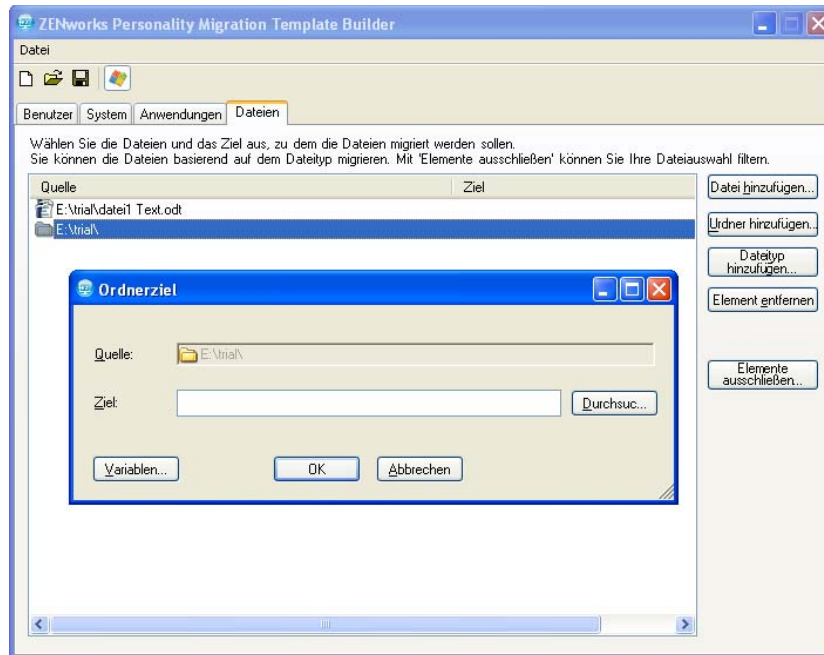 ZENworks Personality Migration Template Builder
Datei
Benutzer System Anwendungen Dateien
Wählen Sie die Dateien und das Ziel aus, zu dem die Dateien migriert werden sollen.
Sie können die Dateien basierend auf dem Dateityp migrieren. Mit 'Elemente ausschließen' können Sie Ihre Dateiauswahl filtern.
Quelle Ziel
E:\trial\datei1 Text.odt
E:\trial\
Datei hinzufügen...
Urdner hinzufügen...
Dateityp
hinzufügen...
Element entfernen
Elemente
ausschließen...
Ordnerziel
Quelle: E:\trial\
Ziel: Durchsuc...
Variablen... OK Abbrechen